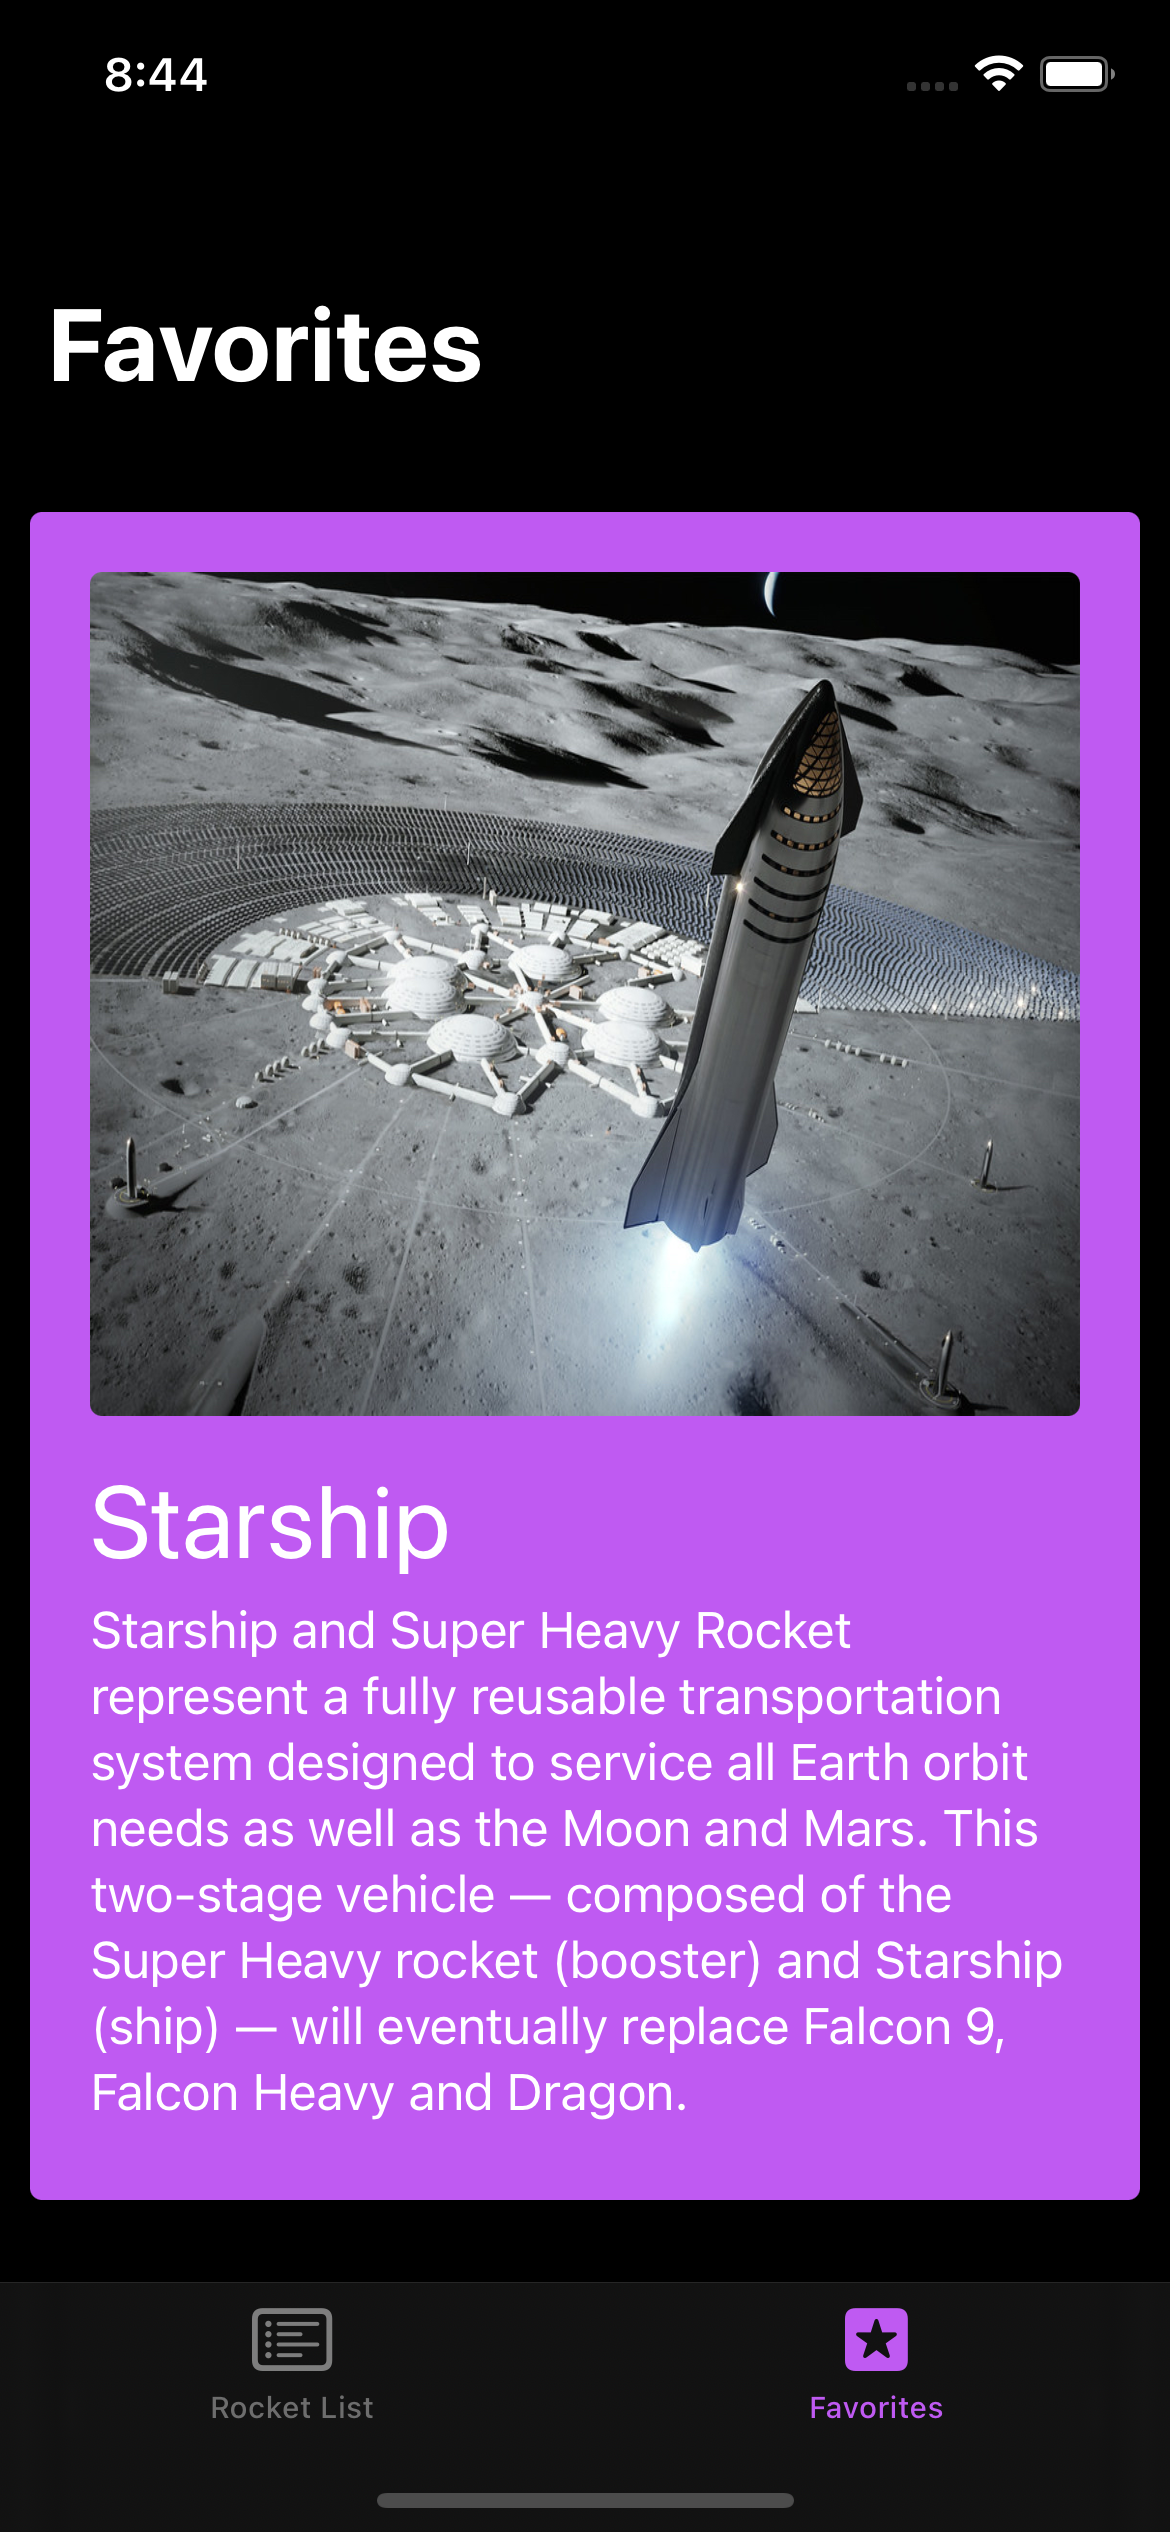 8:44
Favorites
Starship
Starship and Super Heavy Rocket
represent a fully reusable transportation
system designed to service all Earth orbit
needs as well as the Moon and Mars. This
two-stage vehicle — composed of the
Super Heavy rocket (booster) and Starship
(ship) — will eventually replace Falcon 9,
Falcon Heavy and Dragon.
Rocket List
Favorites